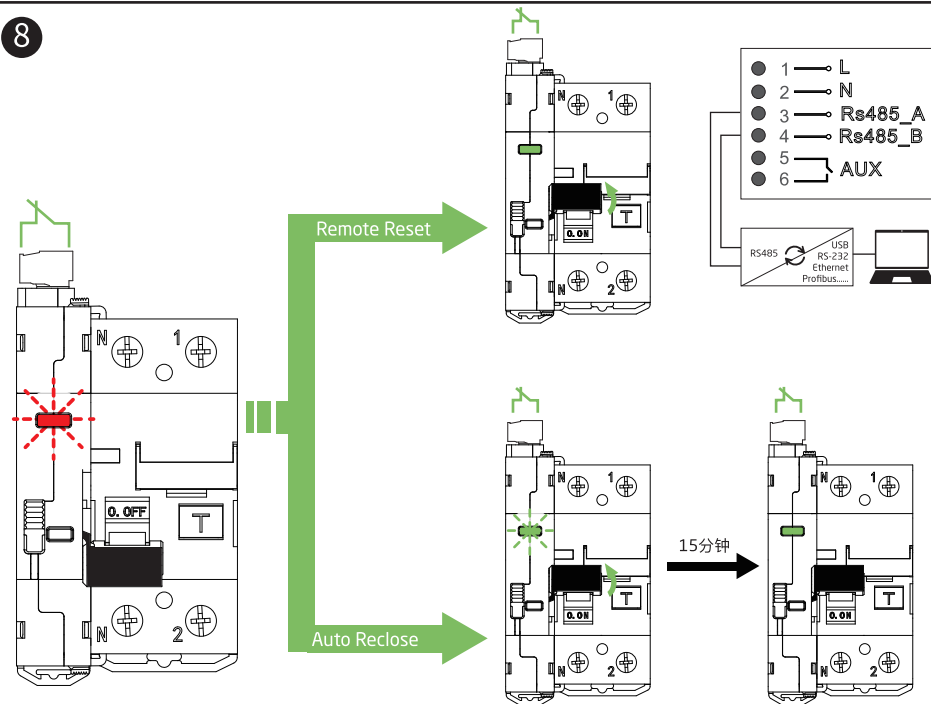 8
N 1
O. OFF
T
N 2
Remote Reset
Auto Reclose
N 1
T
O. ON
N 2
1 L
2 N
3 Rs485_A
4 Rs485_B
5
AUX
6
RS485
USB
RS-232
Ethernet
Profibus.....
N 1
T
O. ON
N 2
15分钟
N 1
T
O. ON
N 2